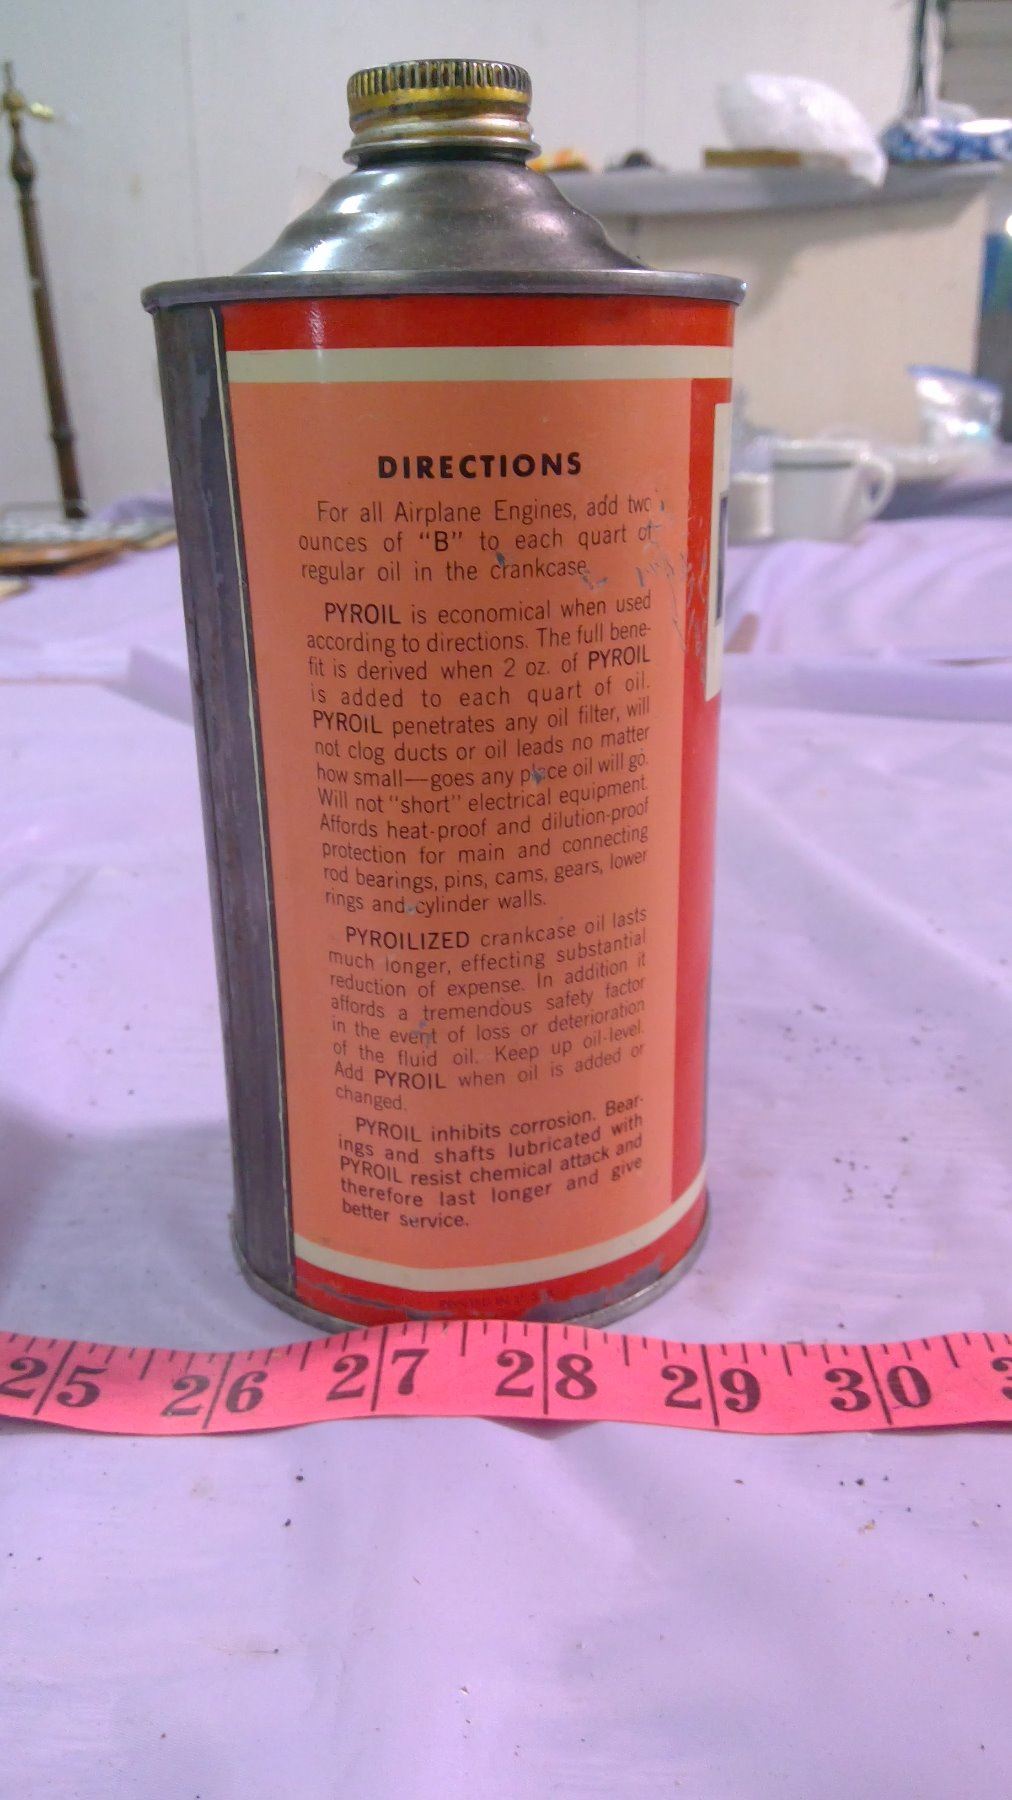 DIRECTIONS
For all Airplane Engines, add two
ounces of "B" to each quart of
regular oil in the crankcase.
PYROIL is economical when used
according to directions. The full bene-
fit is derived when 2 oz. of PYROIL
is added to each quart of oil.
PYROIL penetrates any oil filter, will
not clog ducts or oil leads no matter
how small—goes any place oil will go.
Will not "short" electrical equipment.
Affords heat-proof and dilution-proof
protection for main and connecting
rod bearings, pins, cams, gears, lower
rings and cylinder walls.
PYROILIZED crankcase oil lasts
much longer, effecting substantial
reduction of expense. In addition it
affords a tremendous safety factor
in the event of loss or deterioration
of the fluid oil. Keep up oil-level.
Add PYROIL when oil is added or
changed.
PYROIL inhibits corrosion. Bear-
ings and shafts lubricated with
PYROIL resist chemical attack and
therefore last longer and give
better service.
25 26 27 28 29 30